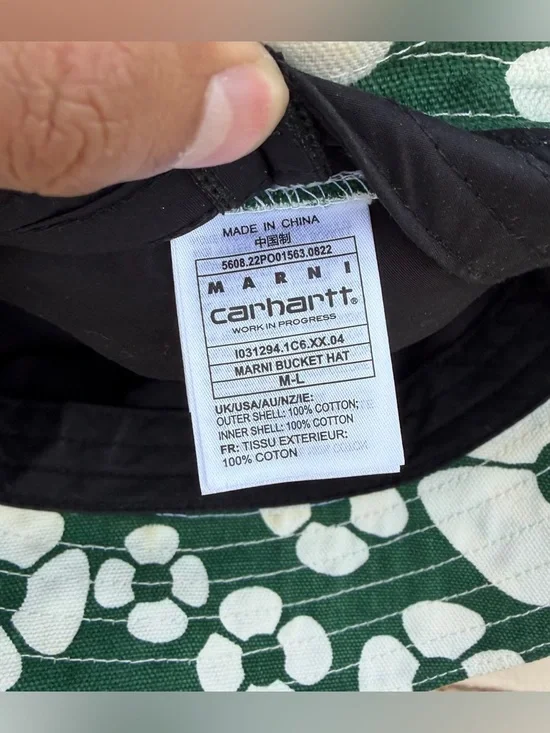 MADE IN CHINA
中国制
5608.22PO01563.0822
MARNI
carhartt®
WORK IN PROGRESS
I031294.1C6.XX.04
MARNI BUCKET HAT
M-L
UK/USA/AU/NZ/IE:
OUTER SHELL: 100% COTTON;
INNER SHELL: 100% COTTON
FR: TISSU EXTERIEUR:
100% COTON